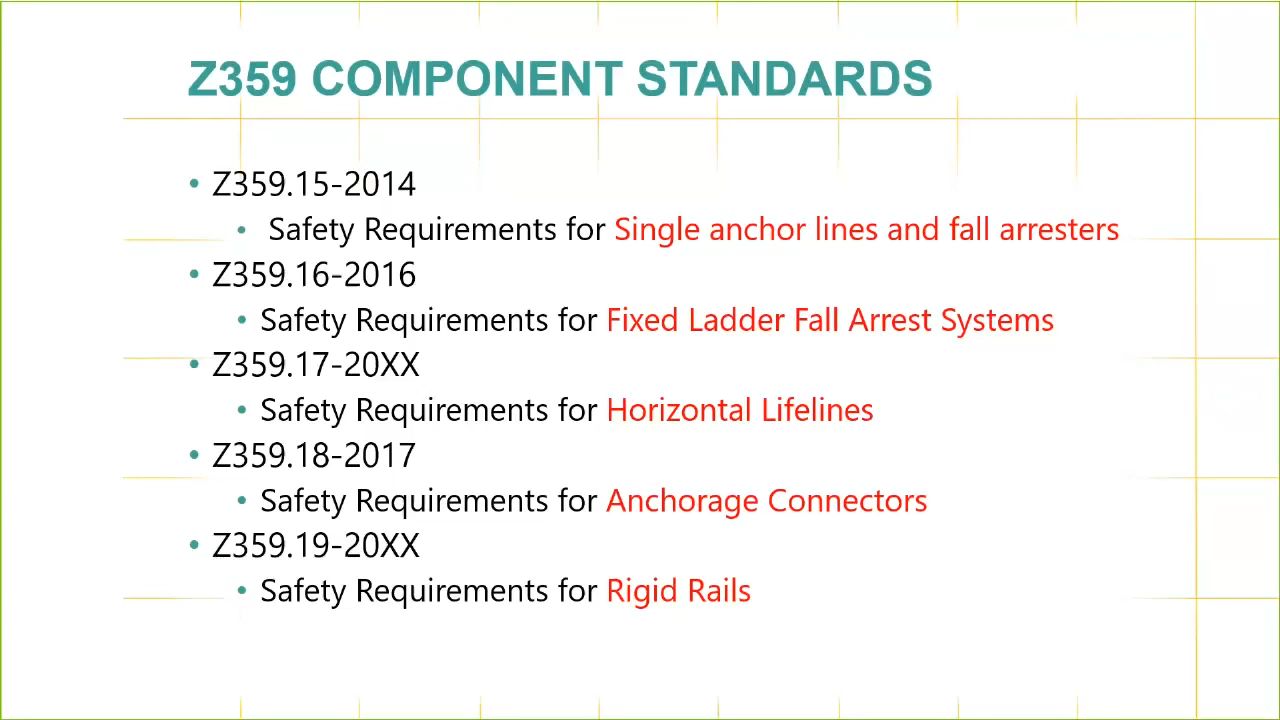 Z359 COMPONENT STANDARDS
• Z359.15-2014
• Safety Requirements for Single anchor lines and fall arresters
• Z359.16-2016
• Safety Requirements for Fixed Ladder Fall Arrest Systems
• Z359.17-20XX
• Safety Requirements for Horizontal Lifelines
• Z359.18-2017
• Safety Requirements for Anchorage Connectors
• Z359.19-20XX
• Safety Requirements for Rigid Rails